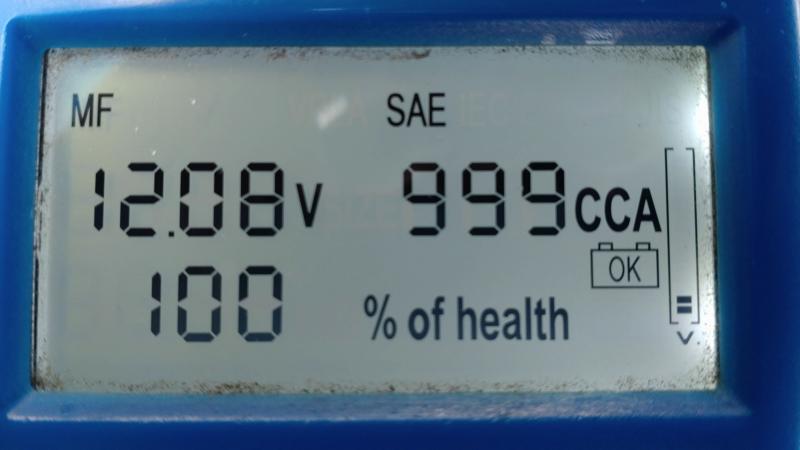 MF SAE
12.08V 999CCA
OK
100 % of health
V